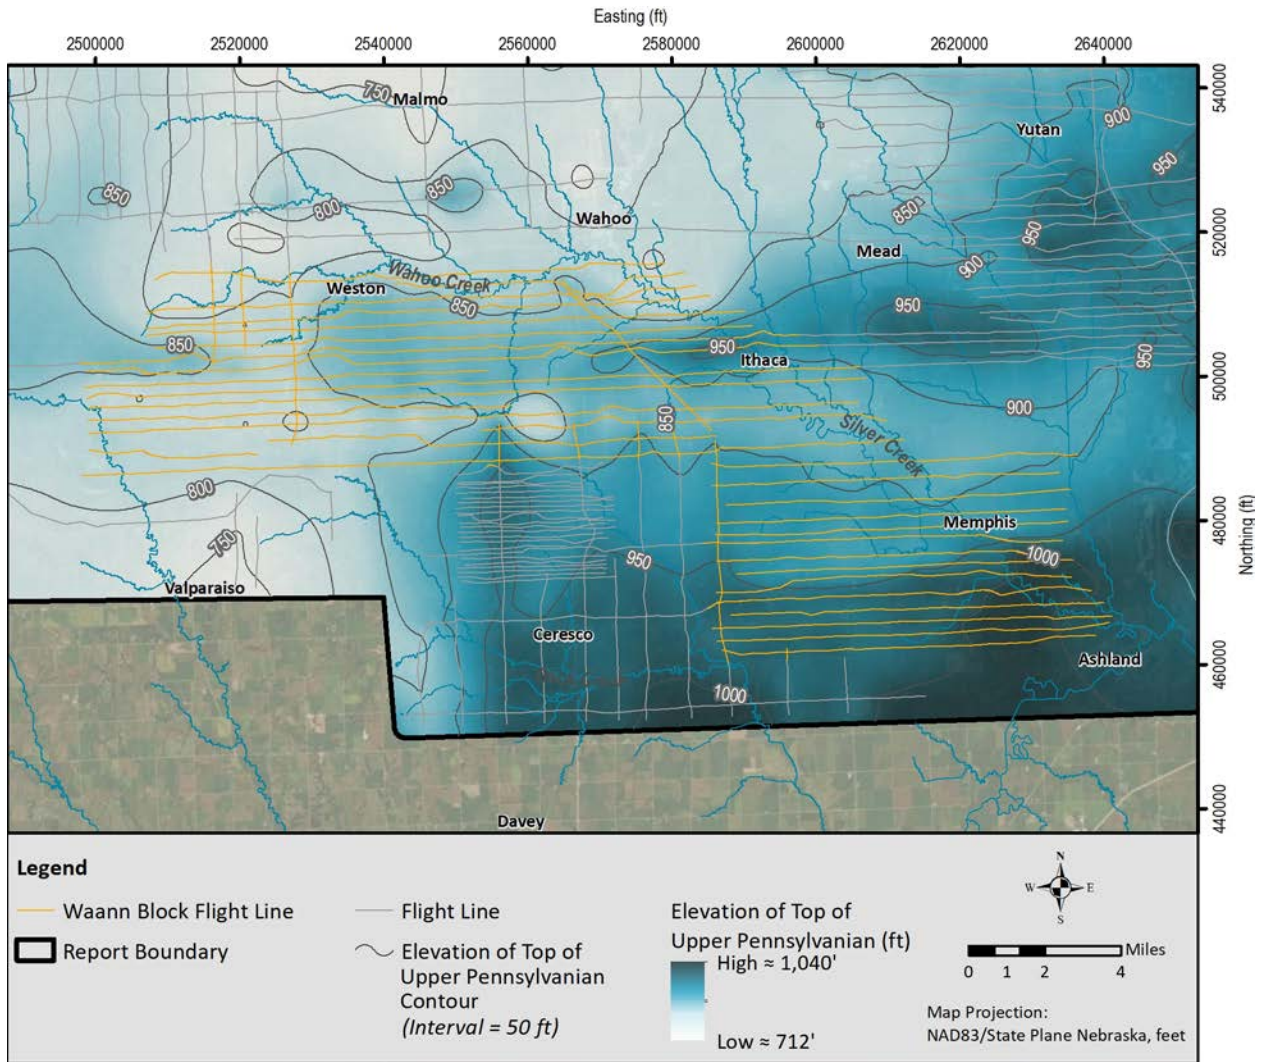 Easting (ft)
2500000 2520000 2540000 2560000 2580000 2600000 2620000 2640000
750
Malmo
540000
Yutan
900
950
850
850
800
Wahoo
850
950
520000
Mead
900
Wahoo Creek
Weston
850
950
850
950
950
Ithaca
500000
900
850
Silver Creek
800
480000
Memphis
Northing (ft)
750
950
1000
Valparaiso
Ceresco
Ashland
460000
1000
440000
Davey
Legend
Waann Block Flight Line
Report Boundary
Flight Line
Elevation of Top of
Upper Pennsylvanian
Contour
(Interval = 50 ft)
Elevation of Top of
Upper Pennsylvanian (ft)
High ≈ 1,040'
Low ≈ 712'
N
W E
S
Miles
0 1 2 4
Map Projection:
NAD83/State Plane Nebraska, feet